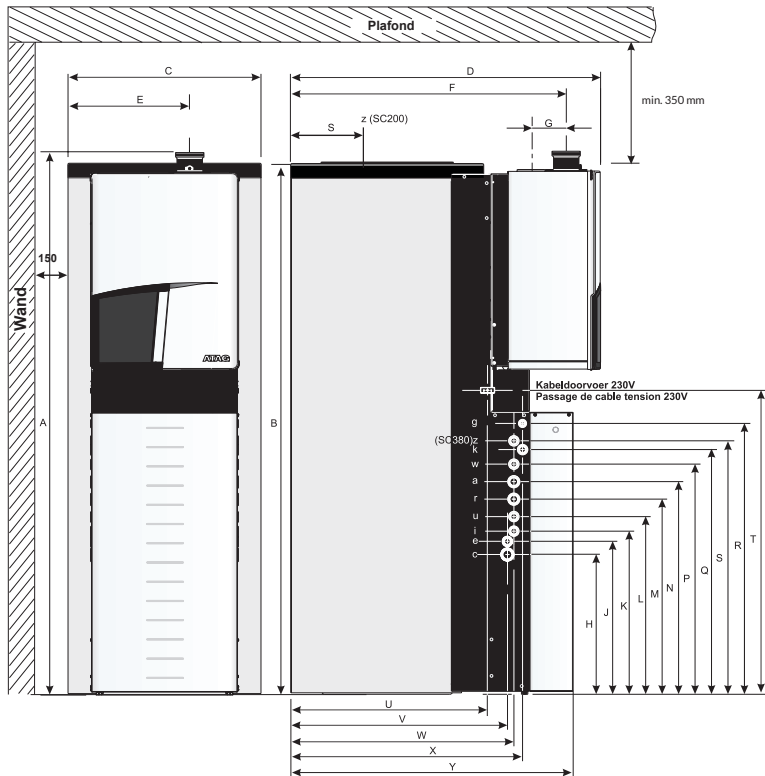 Plafond
C
D
E
F
min. 350 mm
G
S
z (SC200)
150
Wand
ATAG
A
B
Kabeldoorvoer 230V
Passage de cable tension 230V
g
(SC380)z
k
w
a
r
u
i
e
c
H
J
K
L
M
N
P
Q
S
R
T
U
V
W
X
Y